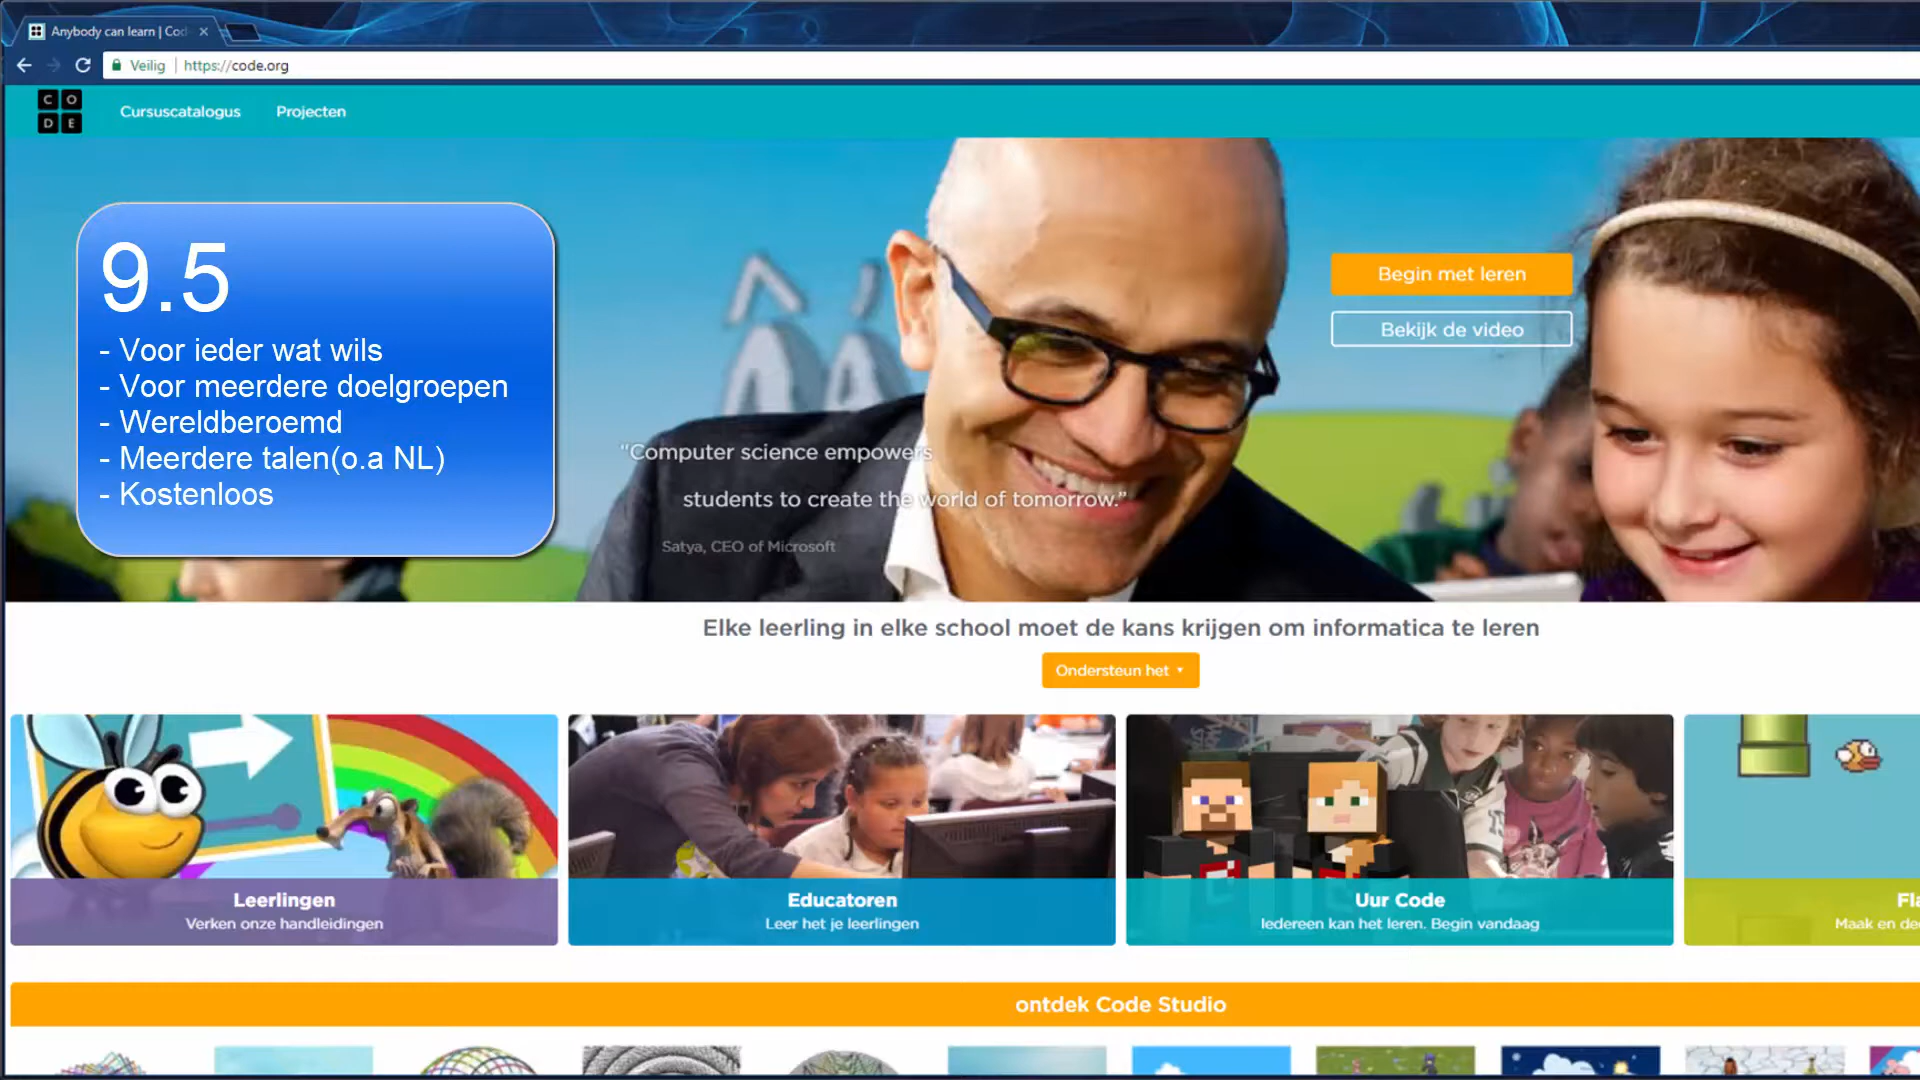 Anybody can learn | Cod
Veilig
https://code.org
C O
D E
Cursuscatalogus
Projecten
9.5
- Voor ieder wat wils
- Voor meerdere doelgroepen
- Wereldberoemd
- Meerdere talen(o.a NL)
- Kostenloos
Begin met leren
Bekijk de video
“Computer science empowers
students to create the world of tomorrow.”
Satya, CEO of Microsoft
Elke leerling in elke school moet de kans krijgen om informatica te leren
Ondersteun het
Leerlingen
Verken onze handleidingen
Educatoren
Leer het je leerlingen
Uur Code
Iedereen kan het leren. Begin vandaag
Maak en
ontdek Code Studio